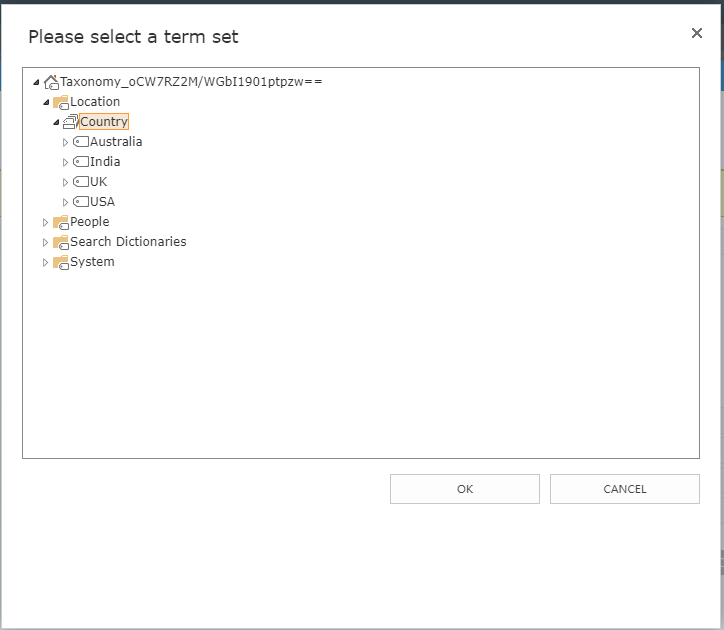 Please select a term set
Taxonomy_oCW7RZ2M/WGbI1901ptpzw==
Location
Country
Australia
India
UK
USA
People
Search Dictionaries
System
OK CANCEL